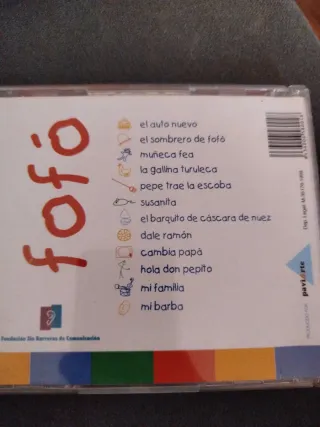 fofó
el auto nuevo
el sombrero de fofó
muñeca fea
la gallina turuleca
pepe trae la escoba
susanita
el barquito de cáscara de nuez
dale ramón
cambia papá
hola don pepito
mi familia
mi barba
Fundación Sin Barreras de Comunicación